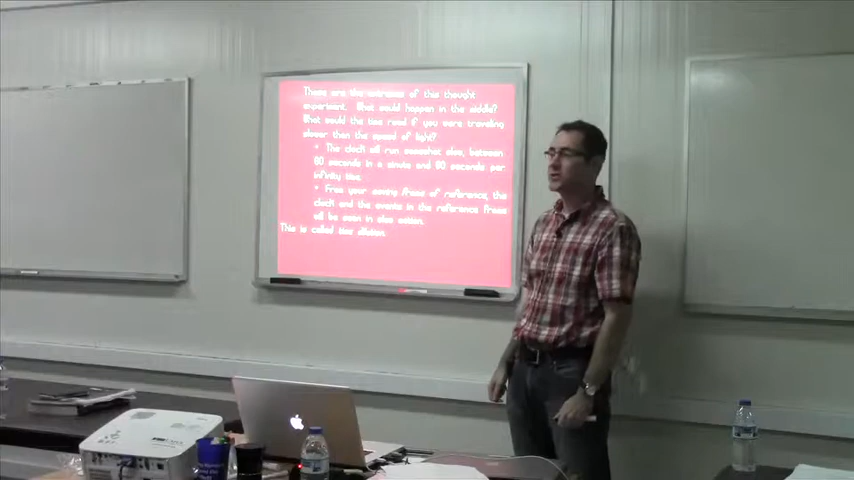 These are the extremes of this thought
experiment. What would happen in the middle?
What would the time read if you were traveling
slower than the speed of light?
• The clock will run somewhat slow, between
60 seconds in a minute and 60 seconds per
infinity time.
• From your moving frame of reference, the
clock and the events in the reference frame
will be seen in slow motion.
This is called time dilation.